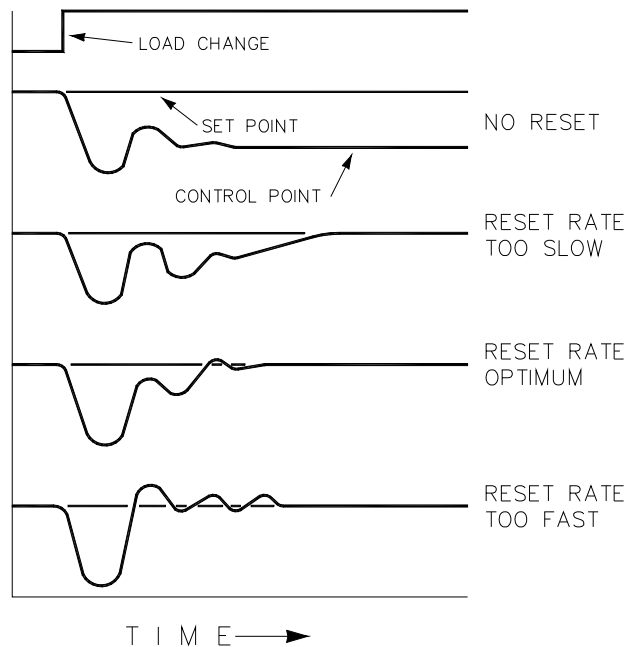 LOAD CHANGE
SET POINT
NO RESET
CONTROL POINT
RESET RATE
TOO SLOW
RESET RATE
OPTIMUM
RESET RATE
TOO FAST
TIME